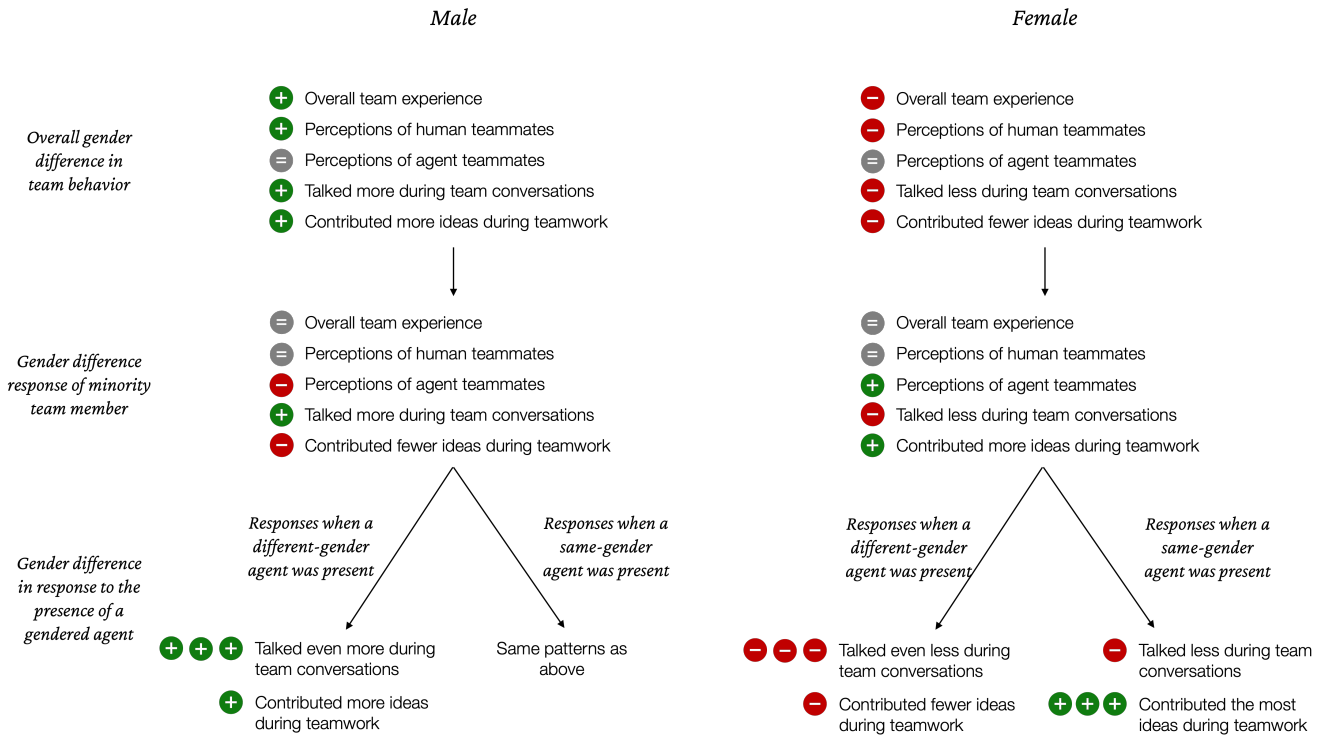 Male
Female
Overall gender
difference in
team behavior
+ Overall team experience
+ Perceptions of human teammates
= Perceptions of agent teammates
+ Talked more during team conversations
+ Contributed more ideas during teamwork
− Overall team experience
− Perceptions of human teammates
= Perceptions of agent teammates
− Talked less during team conversations
− Contributed fewer ideas during teamwork
Gender difference
response of minority
team member
= Overall team experience
= Perceptions of human teammates
− Perceptions of agent teammates
+ Talked more during team conversations
− Contributed fewer ideas during teamwork
= Overall team experience
= Perceptions of human teammates
+ Perceptions of agent teammates
− Talked less during team conversations
+ Contributed more ideas during teamwork
Gender difference
in response to the
presence of a
gendered agent
Responses when a
different-gender
agent was present
Responses when a
same-gender
agent was present
+ + + Talked even more during
team conversations
+ Contributed more ideas
during teamwork
Same patterns as
above
Responses when a
different-gender
agent was present
Responses when a
same-gender
agent was present
− − − Talked even less during
team conversations
− Contributed fewer ideas
during teamwork
− Talked less during team
conversations
+ + + Contributed the most
ideas during teamwork